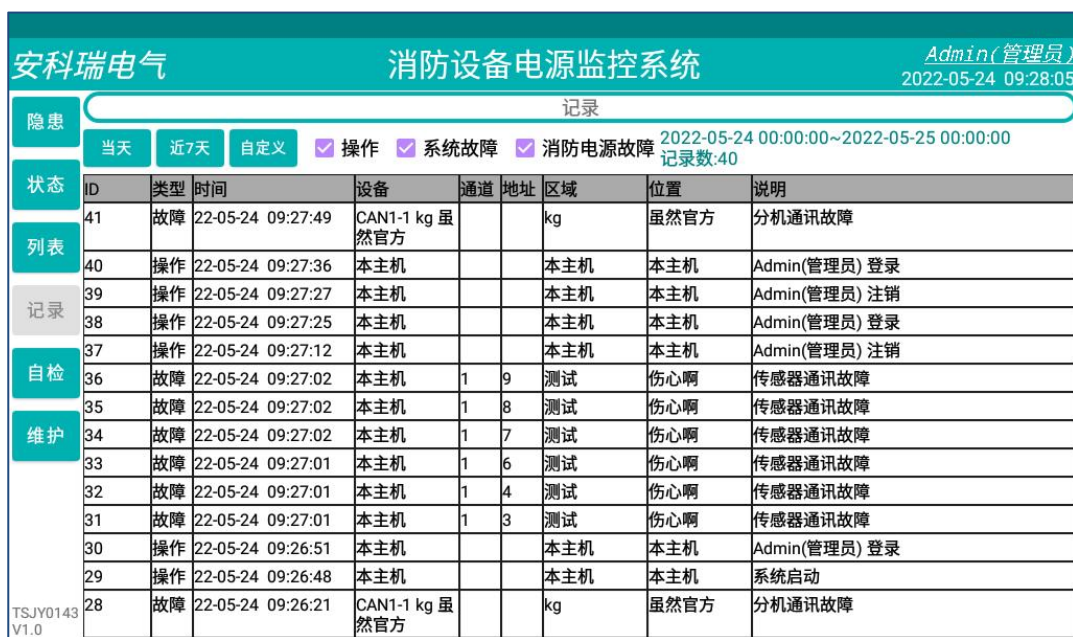 安科瑞电气
消防设备电源监控系统
Admin(管理员)
2022-05-24 09:28:05
隐患
状态
列表
记录
自检
维护
TSJY0143
V1.0
记录
当天 近7天 自定义 操作 系统故障 消防电源故障 2022-05-24 00:00:00~2022-05-25 00:00:00
记录数:40
ID 类型 时间 设备 通道 地址 区域 位置 说明
41 故障 22-05-24 09:27:49 CAN1-1 kg 虽 kg 虽然官方 分机通讯故障
然官方
40 操作 22-05-24 09:27:36 本主机 本主机 本主机 Admin(管理员) 登录
39 操作 22-05-24 09:27:27 本主机 本主机 本主机 Admin(管理员) 注销
38 操作 22-05-24 09:27:25 本主机 本主机 本主机 Admin(管理员) 登录
37 操作 22-05-24 09:27:12 本主机 本主机 本主机 Admin(管理员) 注销
36 故障 22-05-24 09:27:02 本主机 1 9 测试 伤心啊 传感器通讯故障
35 故障 22-05-24 09:27:02 本主机 1 8 测试 伤心啊 传感器通讯故障
34 故障 22-05-24 09:27:02 本主机 1 7 测试 伤心啊 传感器通讯故障
33 故障 22-05-24 09:27:01 本主机 1 6 测试 伤心啊 传感器通讯故障
32 故障 22-05-24 09:27:01 本主机 1 4 测试 伤心啊 传感器通讯故障
31 故障 22-05-24 09:27:01 本主机 1 3 测试 伤心啊 传感器通讯故障
30 操作 22-05-24 09:26:51 本主机 本主机 本主机 Admin(管理员) 登录
29 操作 22-05-24 09:26:48 本主机 本主机 本主机 系统启动
28 故障 22-05-24 09:26:21 CAN1-1 kg 虽 kg 虽然官方 分机通讯故障
然官方